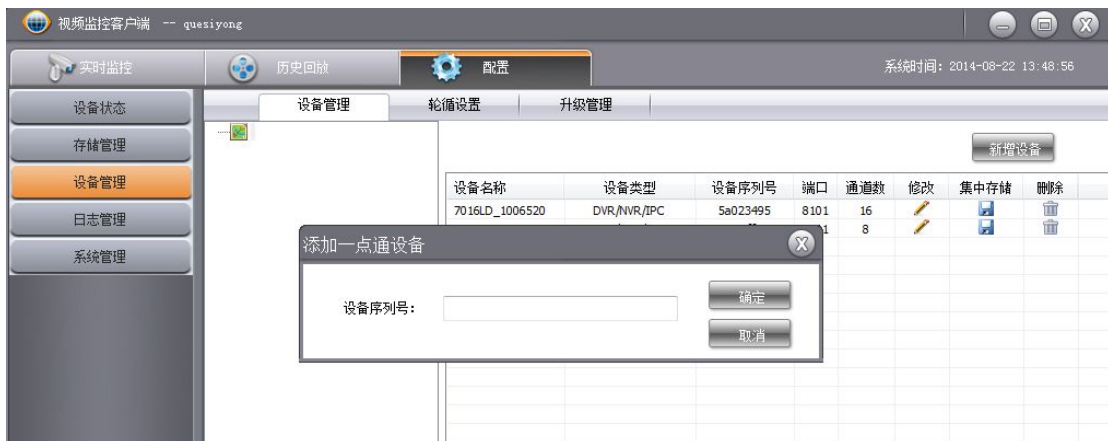 视频监控客户端 -- quesiyong
实时监控 历史回放 配置 系统时间: 2014-08-22 13:48:56
设备状态 设备管理 轮循设置 升级管理
存储管理 新增设备
设备管理 设备名称 设备类型 设备序列号 端口 通道数 修改 集中存储 删除
7016LD_1006520 DVR/NVR/IPC 5a023495 8101 16
日志管理 8
系统管理 添加一点通设备
设备序列号: 确定
取消